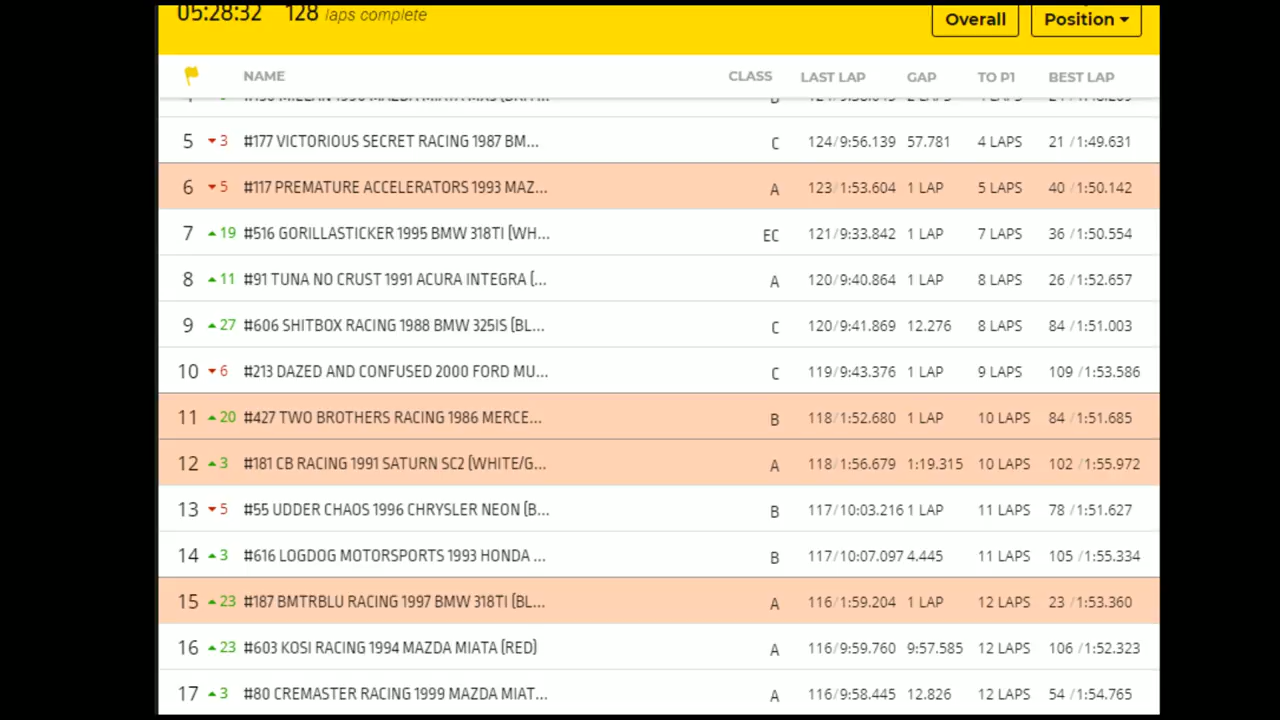 05:28:32 128 laps complete Overall Position
NAME CLASS LAST LAP GAP TO P1 BEST LAP
5 3 #177 VICTORIOUS SECRET RACING 1987 BM... C 124/9:56.139 57.781 4 LAPS 21 /1:49.631
6 5 #117 PREMATURE ACCELERATORS 1993 MAZ... A 123/1:53.604 1 LAP 5 LAPS 40 /1:50.142
7 19 #516 GORILLASTICKER 1995 BMW 318TI (WH... EC 121/9:33.842 1 LAP 7 LAPS 36 /1:50.554
8 11 #91 TUNA NO CRUST 1991 ACURA INTEGRA (... A 120/9:40.864 1 LAP 8 LAPS 26 /1:52.657
9 27 #606 SHITBOX RACING 1988 BMW 325IS (BL... C 120/9:41.869 12.276 8 LAPS 84 /1:51.003
10 6 #213 DAZED AND CONFUSED 2000 FORD MU... C 119/9:43.376 1 LAP 9 LAPS 109 /1:53.586
11 20 #427 TWO BROTHERS RACING 1986 MERCE... B 118/1:52.680 1 LAP 10 LAPS 84 /1:51.685
12 3 #181 CB RACING 1991 SATURN SC2 (WHITE/G... A 118/1:56.679 1:19.315 10 LAPS 102 /1:55.972
13 5 #55 UDDER CHAOS 1996 CHRYSLER NEON (B... B 117/10:03.216 1 LAP 11 LAPS 78 /1:51.627
14 3 #616 LOGDOG MOTORSPORTS 1993 HONDA ... B 117/10:07.097 4.445 11 LAPS 105 /1:55.334
15 23 #187 BMTRBLU RACING 1997 BMW 318TI (BL... A 116/1:59.204 1 LAP 12 LAPS 23 /1:53.360
16 23 #603 KOSI RACING 1994 MAZDA MIATA (RED) A 116/9:59.760 9:57.585 12 LAPS 106 /1:52.323
17 3 #80 CREMASTER RACING 1999 MAZDA MIAT... A 116/9:58.445 12.826 12 LAPS 54 /1:54.765